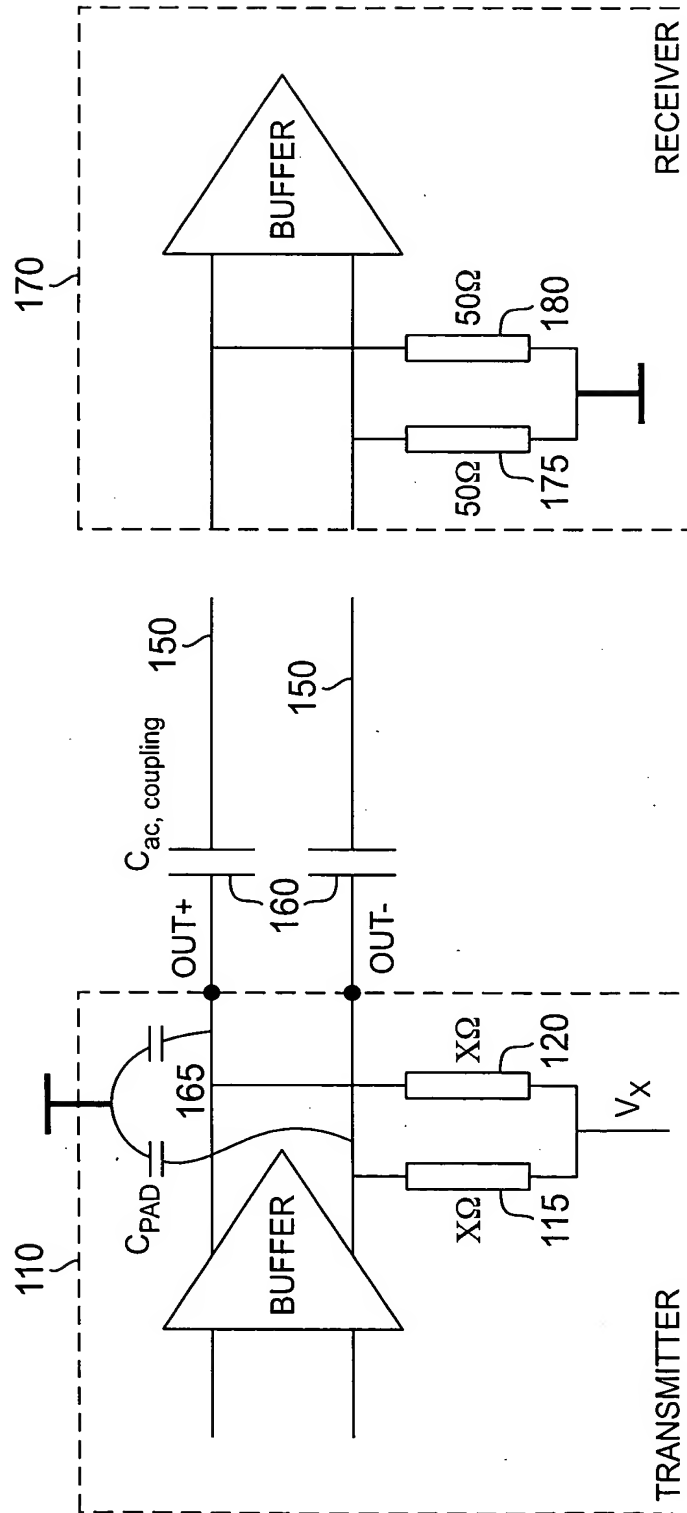 110
C_PAD
165
BUFFER
XΩ
XΩ
115
120
V_X
TRANSMITTER
OUT+
OUT-
C_ac, coupling
160
150
150
170
BUFFER
50Ω
50Ω
175
180
RECEIVER